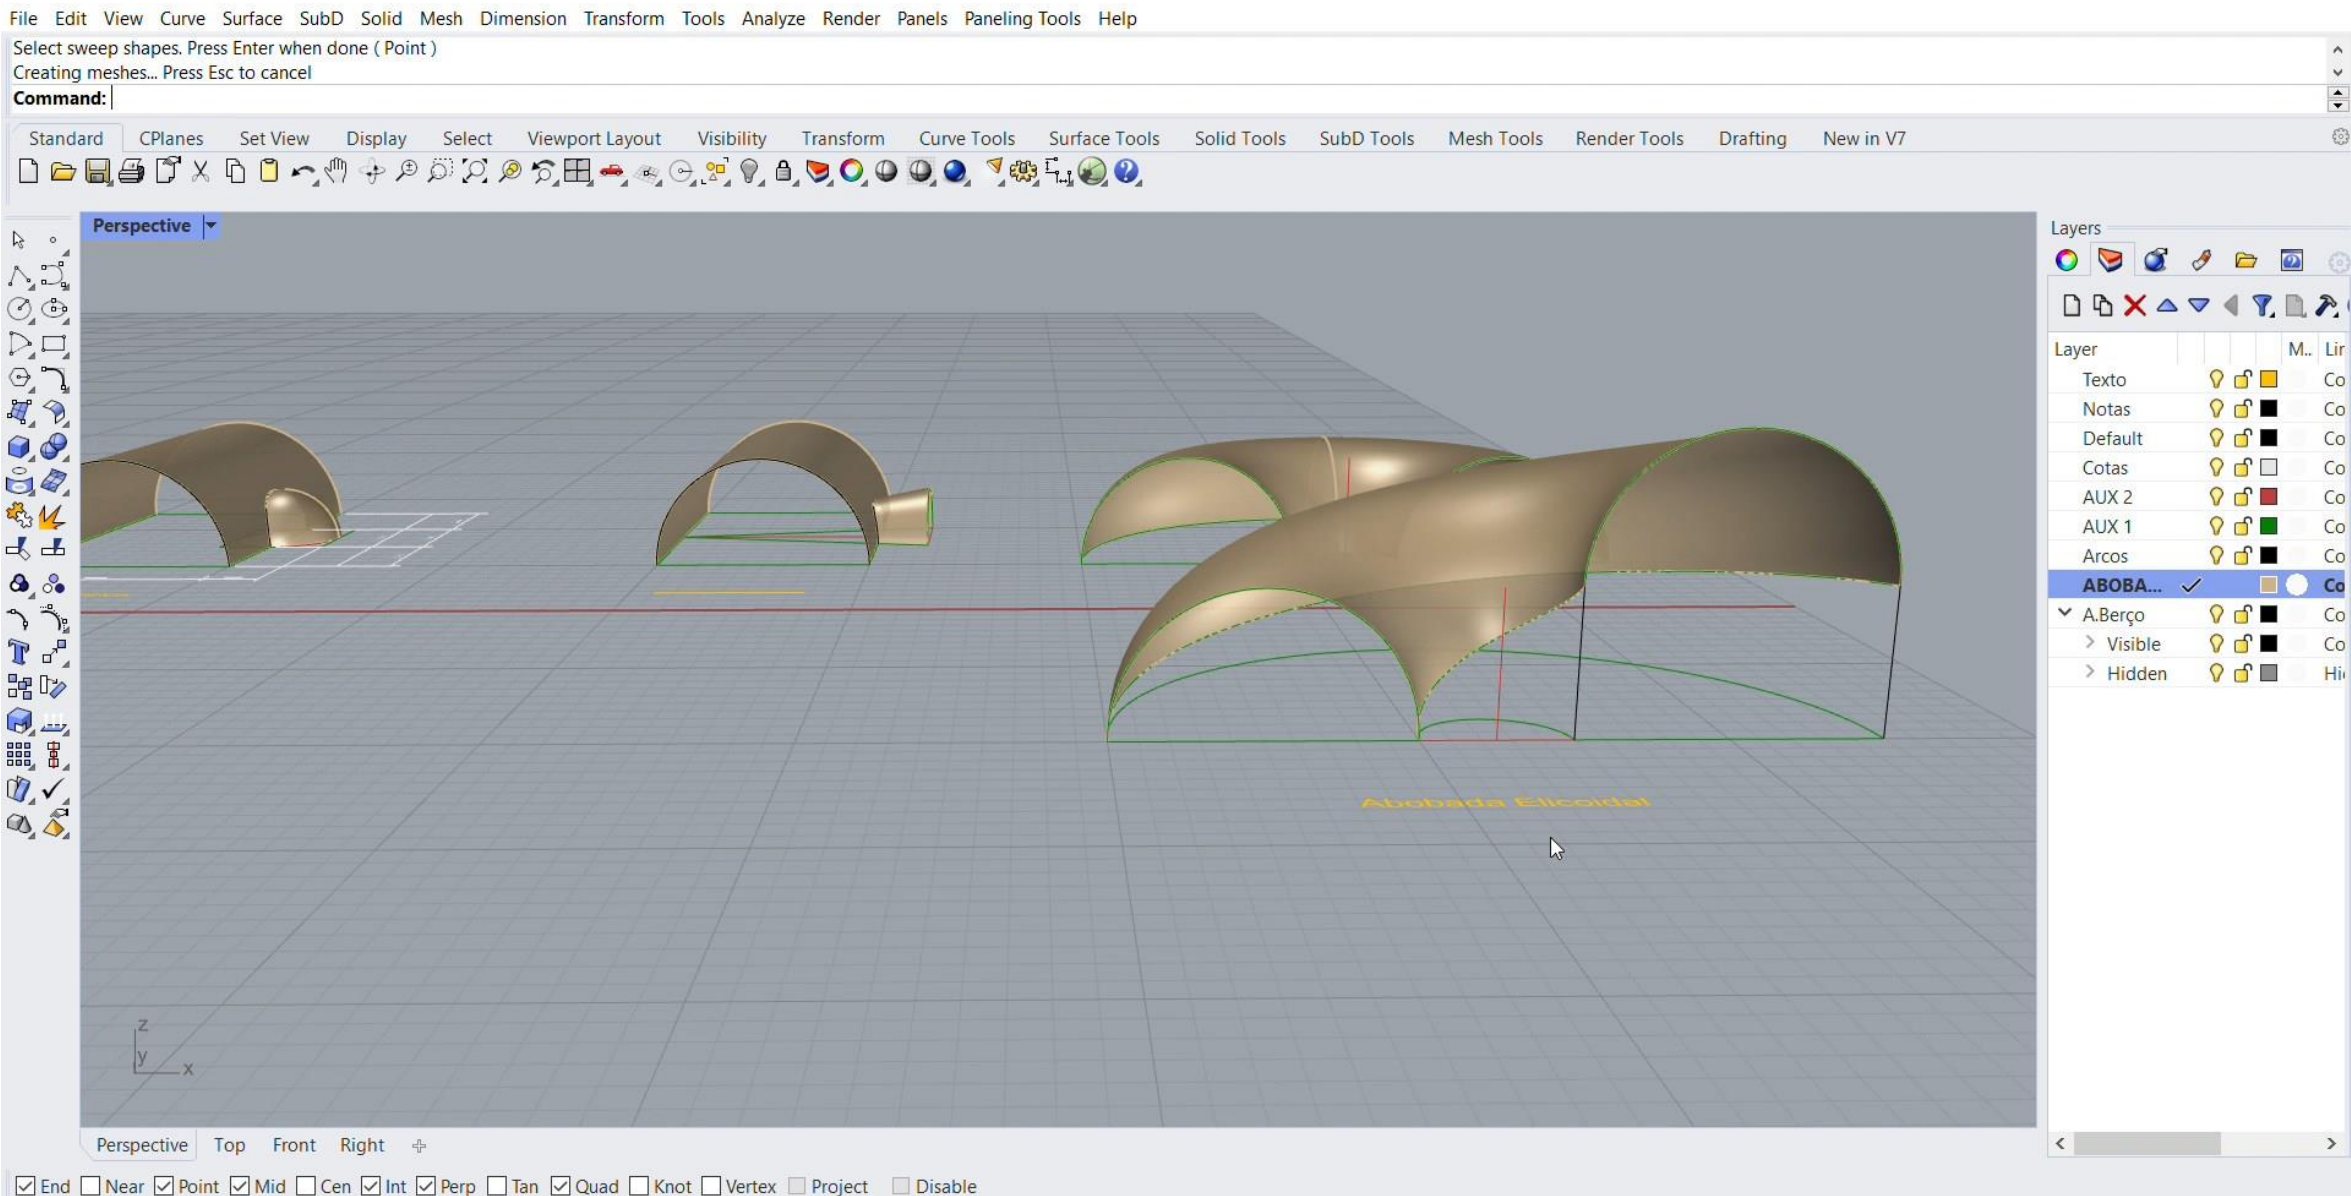 File Edit View Curve Surface SubD Solid Mesh Dimension Transform Tools Analyze Render Panels Paneling Tools Help
Select sweep shapes. Press Enter when done ( Point )
Creating meshes... Press Esc to cancel
Command:
Standard CPlanes Set View Display Select Viewport Layout Visibility Transform Curve Tools Surface Tools Solid Tools SubD Tools Mesh Tools Render Tools Drafting New in V7
Perspective
Abobada Elicoidal
z
y
x
Layers
Layer M.. Lir
Texto Co
Notas Co
Default Co
Cotas Co
AUX 2 Co
AUX 1 Co
Arcos Co
ABOBA... Co
A.Berço Co
Visible Co
Hidden Hi
Perspective Top Front Right
End Near Point Mid Cen Int Perp Tan Quad Knot Vertex Project Disable